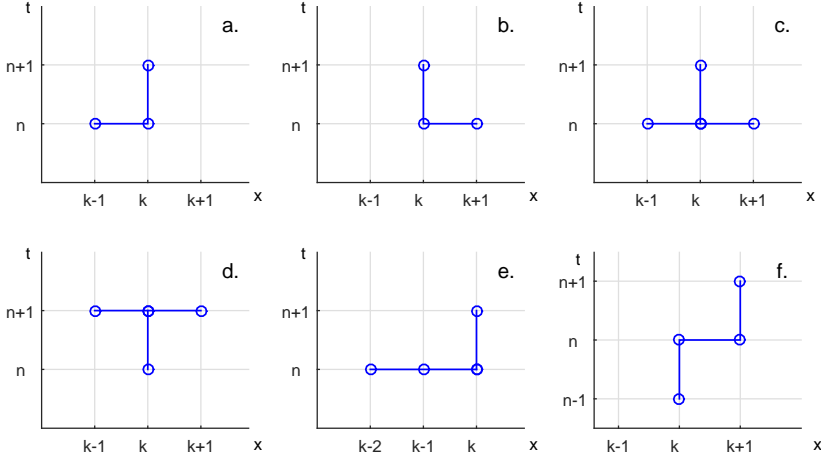 t
a.
n+1
n
k-1 k k+1 x
t
b.
n+1
n
k-1 k k+1 x
t
c.
n+1
n
k-1 k k+1 x
t
d.
n+1
n
k-1 k k+1 x
t
e.
n+1
n
k-2 k-1 k x
t
f.
n+1
n
n-1
k-1 k k+1 x